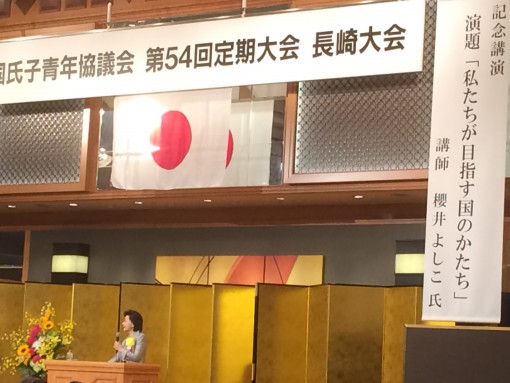 国氏子青年協議会 第54回定期大会 長崎大会
記念講演
演題「私たちが目指す国のかたち」
講師 櫻井よしこ氏